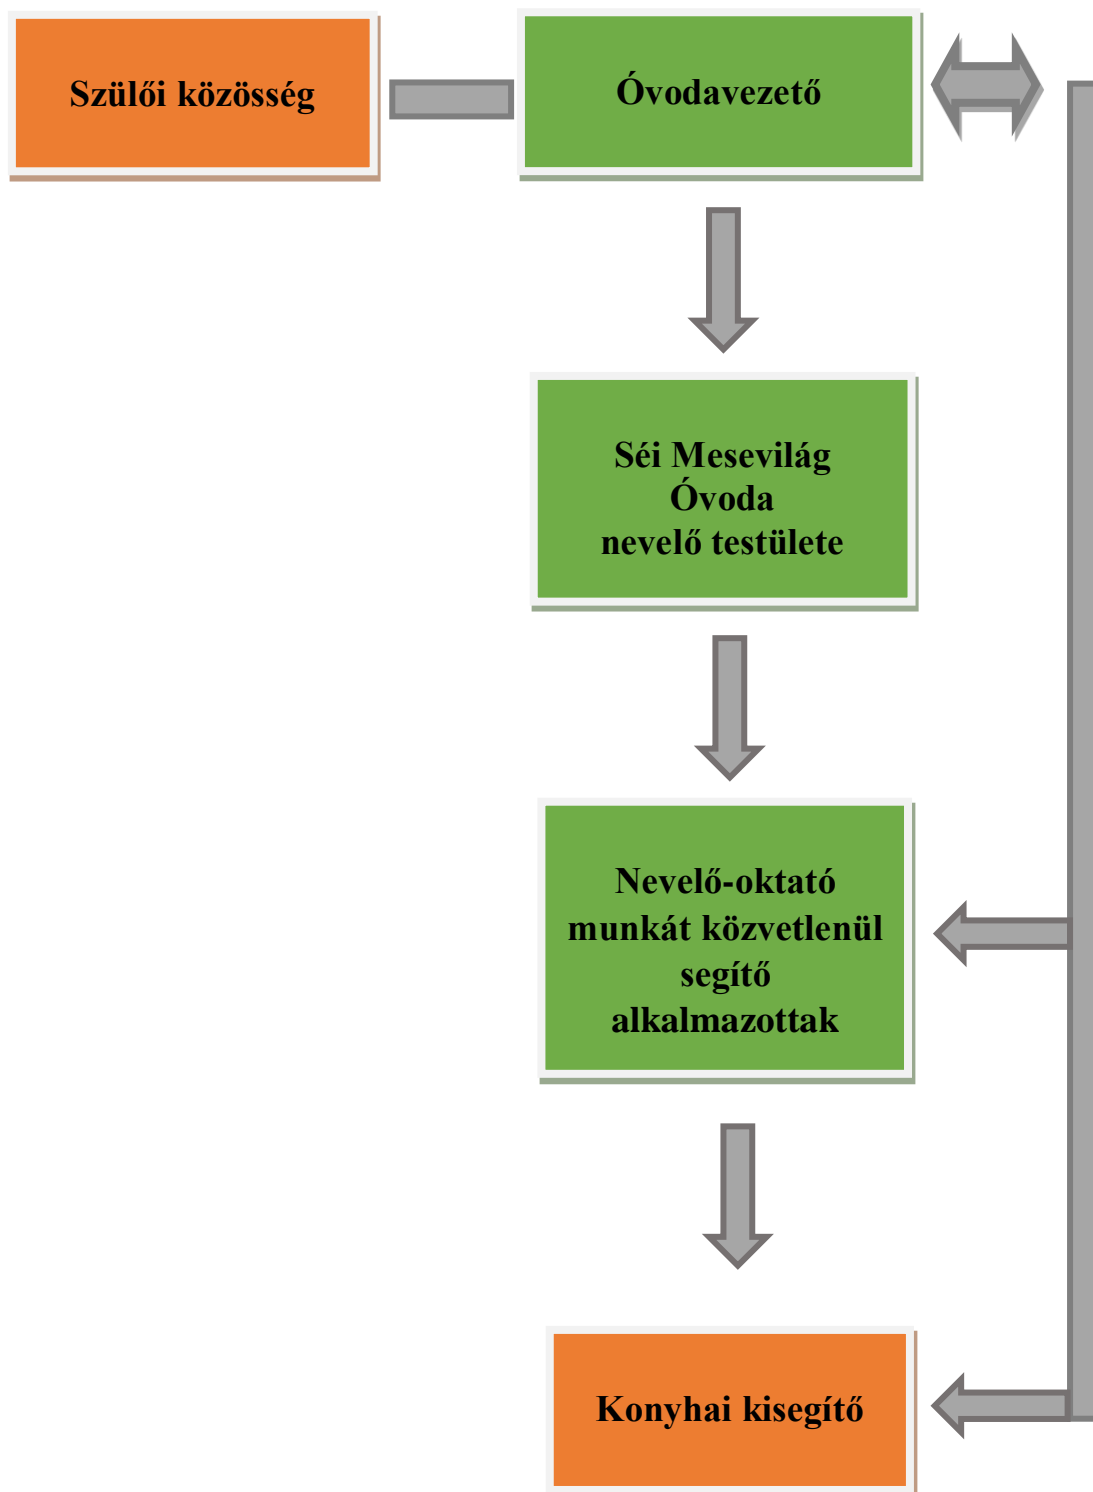 Szülői közösség
Óvodavezető
Séi Mesevilág
Óvoda
nevelő testülete
Nevelő-oktató
munkát közvetlenül
segítő
alkalmazottak
Konyhai kisegítő